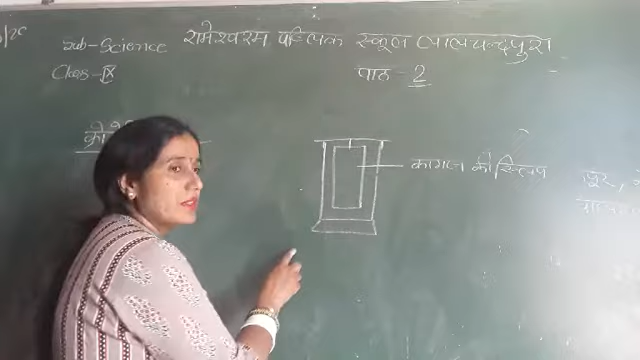 Sub-Science रामेश्वरम पब्लिक स्कूल लालचन्दपुरा
Class-IX पाठ - 2
कागज की स्ट्रिप